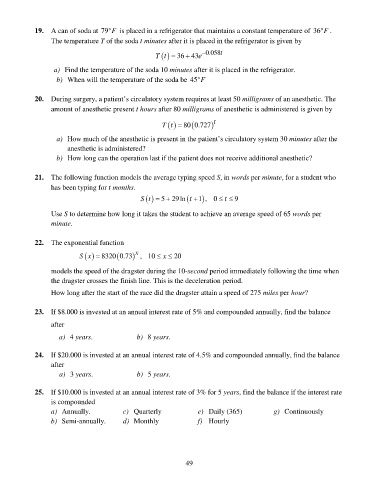 19. A can of soda at 79°F is placed in a refrigerator that maintains a constant temperature of 36°F .
The temperature T of the soda t minutes after it is placed in the refrigerator is given by
T(t) = 36 + 43e^−0.058t
a) Find the temperature of the soda 10 minutes after it is placed in the refrigerator.
b) When will the temperature of the soda be 45°F
20. During surgery, a patient's circulatory system requires at least 50 milligrams of an anesthetic. The
amount of anesthetic present t hours after 80 milligrams of anesthetic is administered is given by
T(t) = 80(0.727)^t
a) How much of the anesthetic is present in the patient's circulatory system 30 minutes after the
anesthetic is administered?
b) How long can the operation last if the patient does not receive additional anesthetic?
21. The following function models the average typing speed S, in words per minute, for a student who
has been typing for t months.
S(t) = 5 + 29 ln(t + 1), 0 ≤ t ≤ 9
Use S to determine how long it takes the student to achieve an average speed of 65 words per
minute.
22. The exponential function
S(x) = 8320(0.73)^x, 10 ≤ x ≤ 20
models the speed of the dragster during the 10-second period immediately following the time when
the dragster crosses the finish line. This is the deceleration period.
How long after the start of the race did the dragster attain a speed of 275 miles per hour?
23. If $8.000 is invested at an annual interest rate of 5% and compounded annually, find the balance
after
a) 4 years. b) 8 years.
24. If $20.000 is invested at an annual interest rate of 4.5% and compounded annually, find the balance
after
a) 3 years. b) 5 years.
25. If $10.000 is invested at an annual interest rate of 3% for 5 years, find the balance if the interest rate
is compounded
a) Annually. c) Quarterly e) Daily (365) g) Continuously
b) Semi-annually. d) Monthly f) Hourly
49